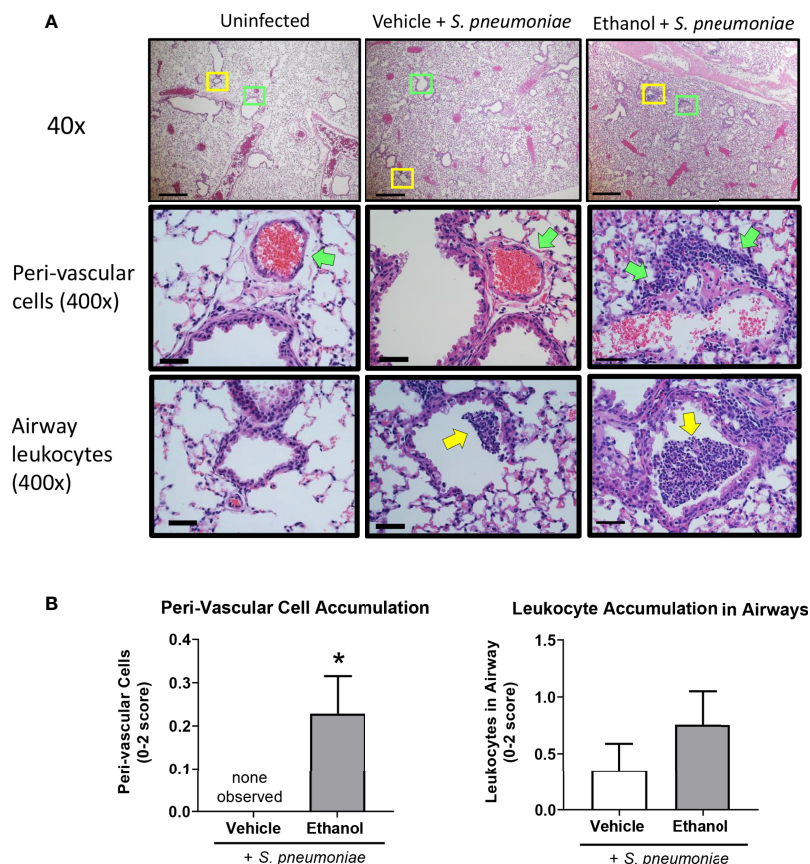 A
Uninfected
Vehicle + S. pneumoniae
Ethanol + S. pneumoniae
40x
Peri-vascular
cells (400x)
Airway
leukocytes
(400x)
B
Peri-Vascular Cell Accumulation
Peri-vascular Cells
(0-2 score)
0.4
0.3
0.2
0.1
0.0
*
none
observed
Vehicle
Ethanol
+ S. pneumoniae
Leukocyte Accumulation in Airways
Leukocytes in Airway
(0-2 score)
1.5
1.0
0.5
0.0
Vehicle
Ethanol
+ S. pneumoniae